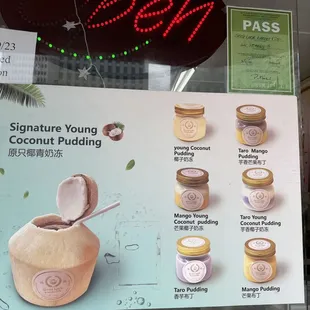 pen
PASS
/23
Signature Young
Coconut Pudding
原只椰青奶冻
young Coconut
Pudding
椰子奶冻
Taro Mango
Pudding
芋香芒果布丁
Mango Young
Coconut pudding
芒果椰子奶冻
Taro Young
Coconut Pudding
芋香椰子奶冻
Taro Pudding
香芋布丁
Mango Pudding
芒果布丁